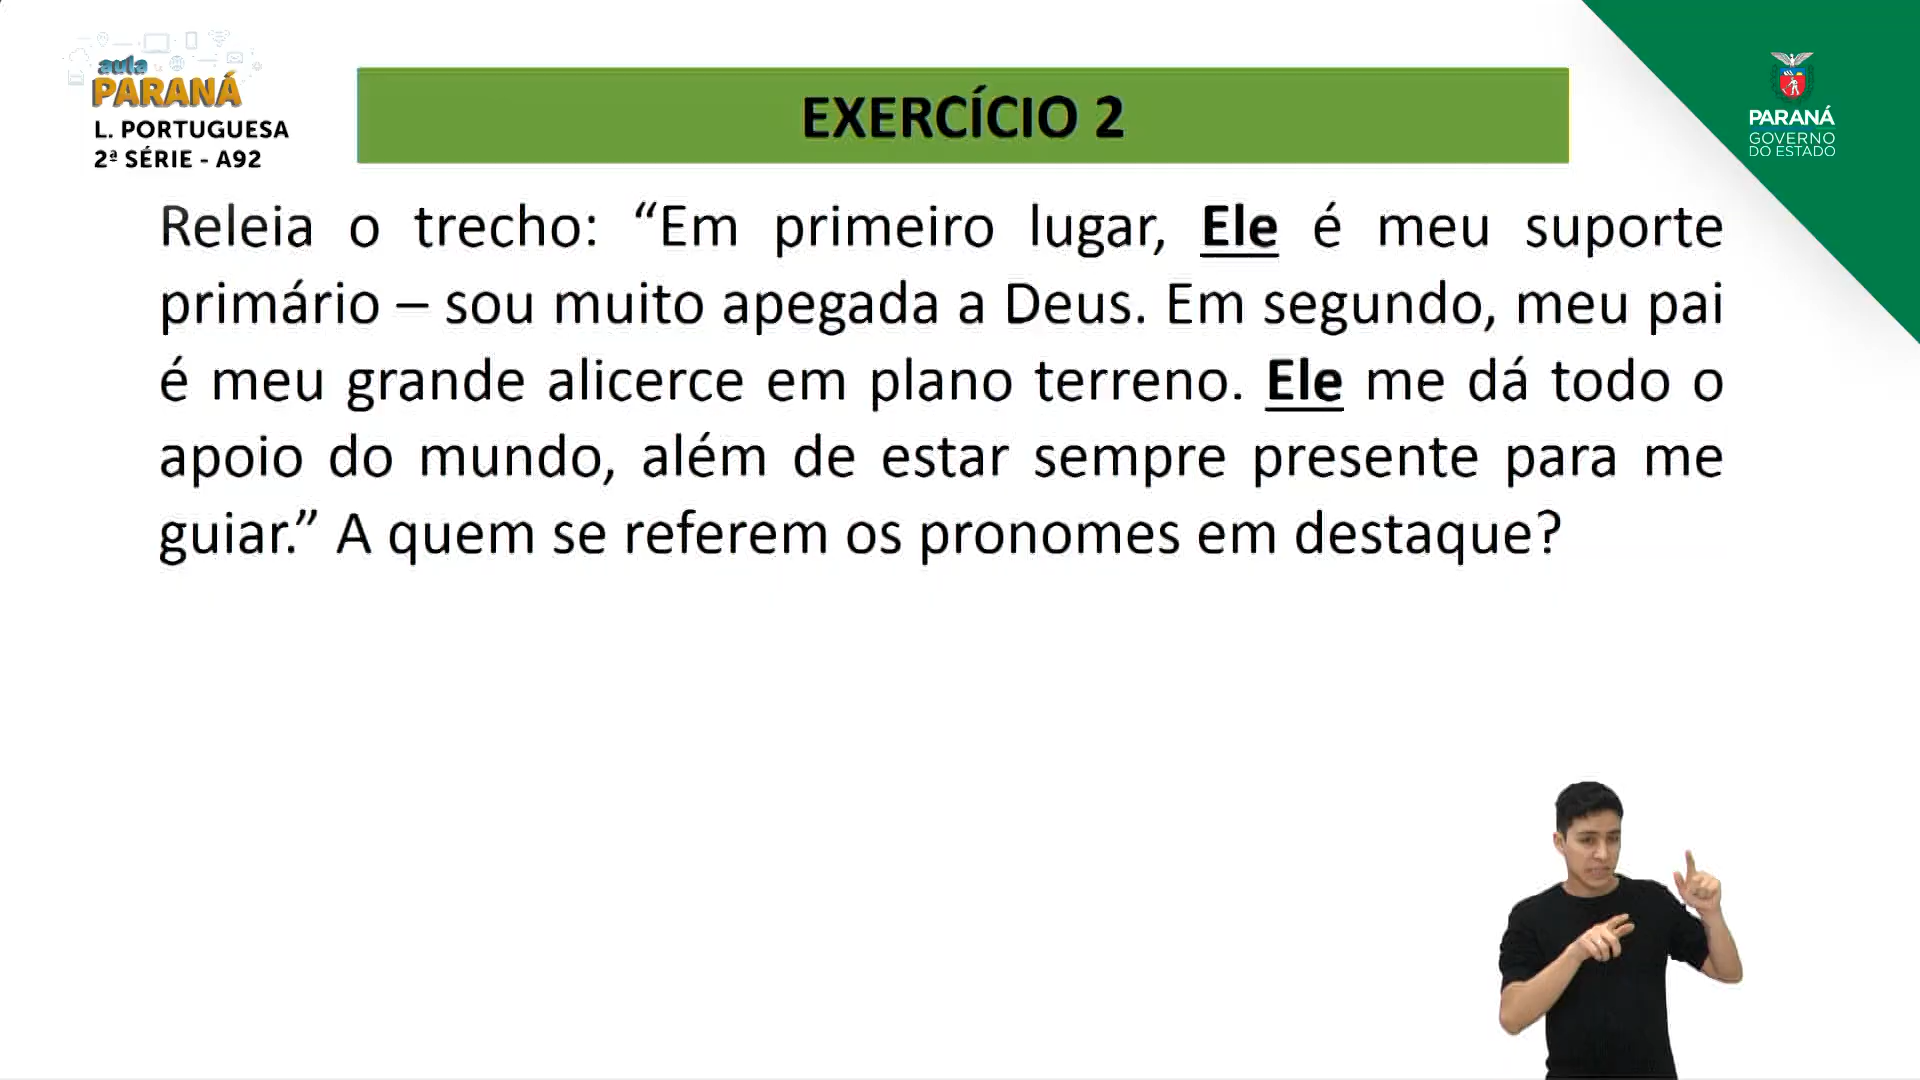 aula
PARANÁ
L. PORTUGUESA
2ª SÉRIE - A92
EXERCÍCIO 2
PARANÁ
GOVERNO
DO ESTADO
Releia o trecho: “Em primeiro lugar, Ele é meu suporte
primário – sou muito apegada a Deus. Em segundo, meu pai
é meu grande alicerce em plano terreno. Ele me dá todo o
apoio do mundo, além de estar sempre presente para me
guiar.” A quem se referem os pronomes em destaque?